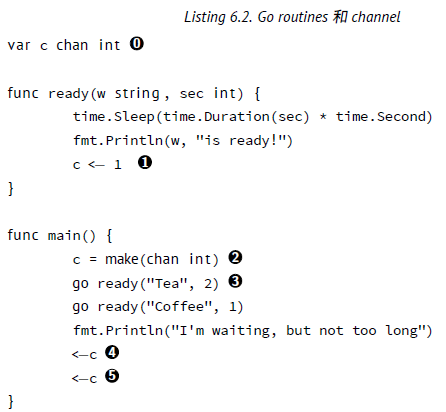 Listing 6.2. Go routines 和 channel
var c chan int ⓿
func ready(w string , sec int) {
time.Sleep(time.Duration(sec) * time.Second)
fmt.Println(w, "is ready!")
c <– 1 ❶
}
func main() {
c = make(chan int) ❷
go ready("Tea", 2) ❸
go ready("Coffee", 1)
fmt.Println("I'm waiting, but not too long")
<–c ❹
<–c ❺
}